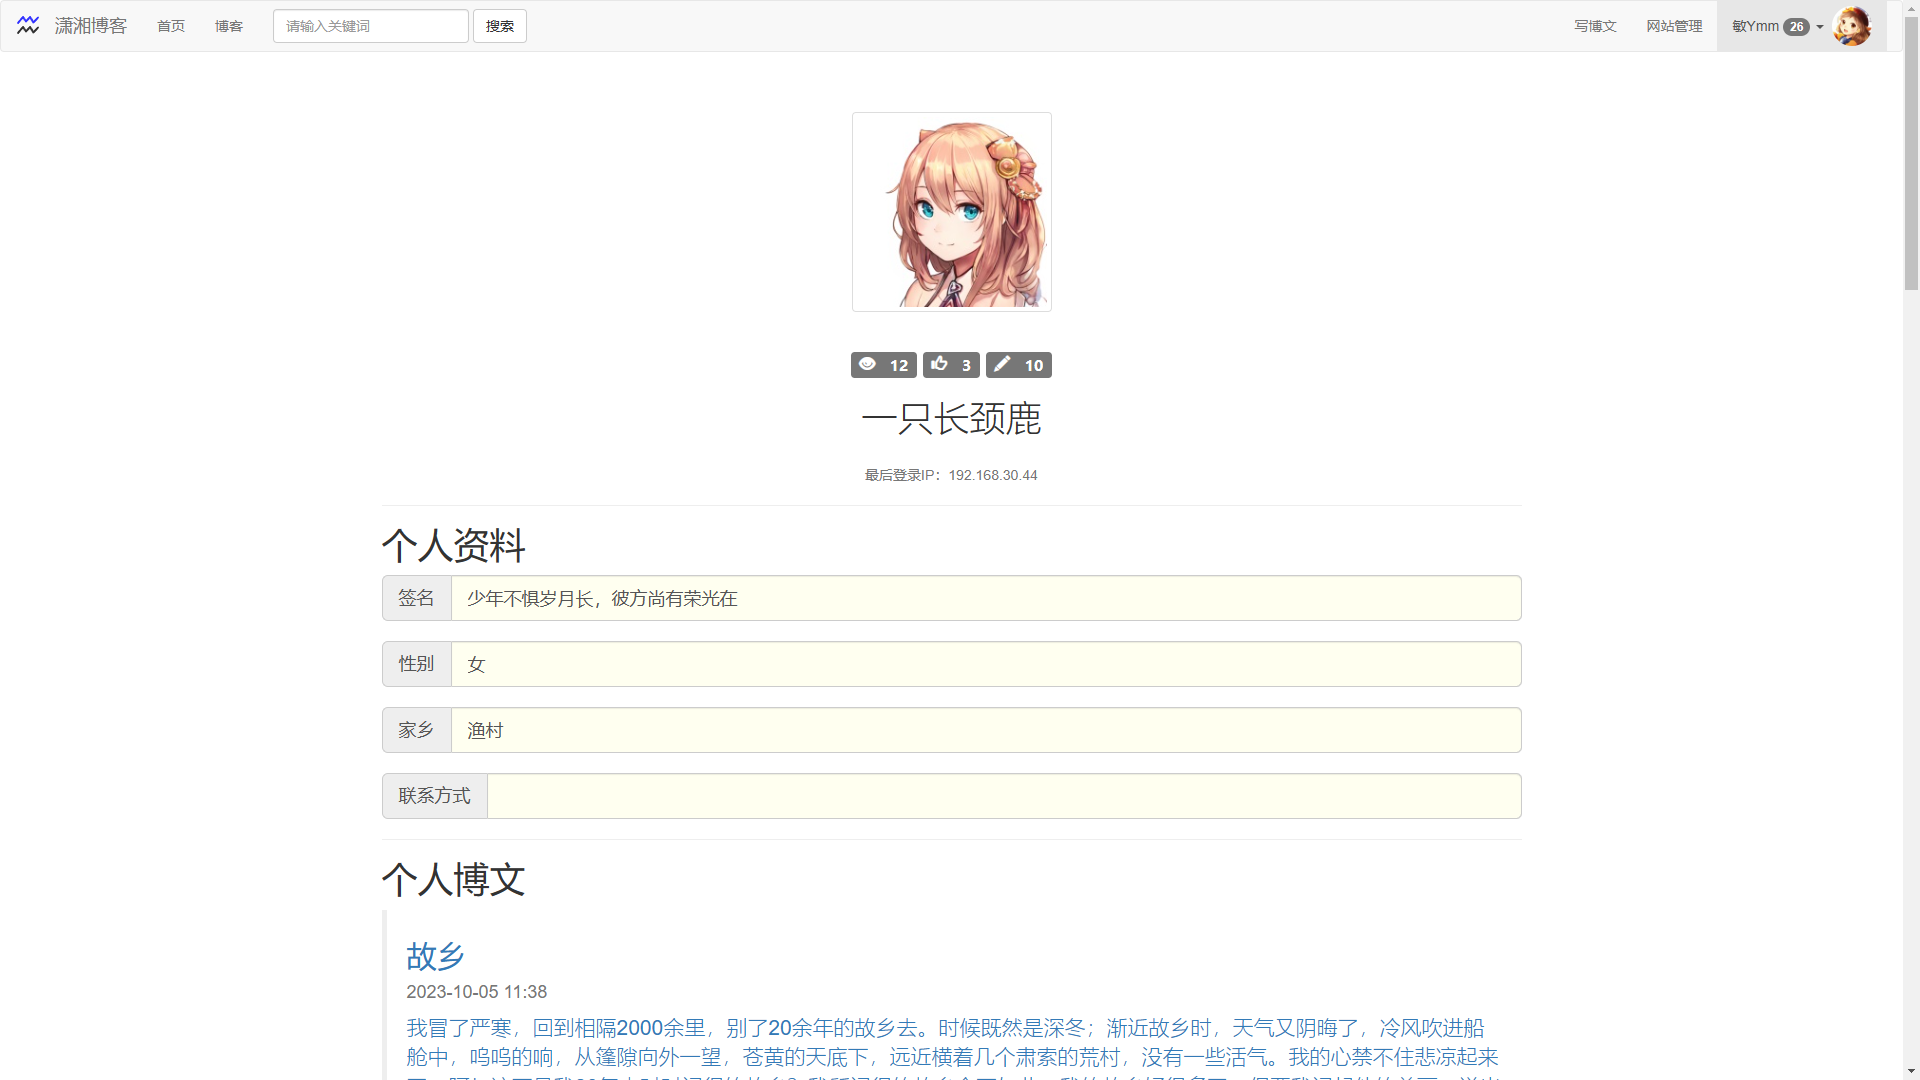 潇湘博客 首页 博客 请输入关键词 搜索 写博文 网站管理 敏Ymm 26
12 3 10
一只长颈鹿
最后登录IP：192.168.30.44
个人资料
签名 少年不惧岁月长，彼方尚有荣光在
性别 女
家乡 渔村
联系方式
个人博文
故乡
2023-10-05 11:38
我冒了严寒，回到相隔2000余里，别了20余年的故乡去。时候既然是深冬；渐近故乡时，天气又阴晦了，冷风吹进船
舱中，呜呜的响，从篷隙向外一望，苍黄的天底下，远近横着几个肃索的荒村，没有一些活气。我的心禁不住悲凉起来